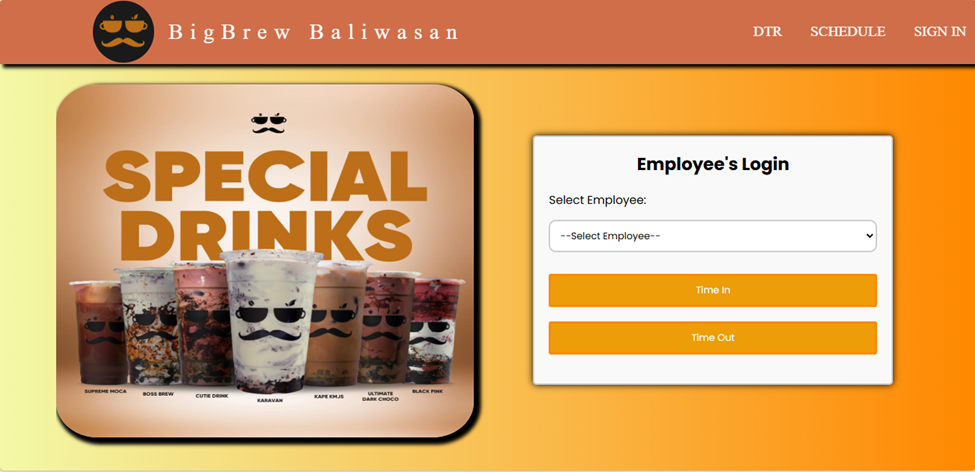 BigBrew Baliwasan
DTR
SCHEDULE
SIGN IN
SPECIAL
DRINKS
SUPREME MOCA
BOSS BREW
CUTIE DRINK
KARAVAN
KAPE KMJS
ULTIMATE
DARK CHOCO
BLACK PINK
Employee's Login
Select Employee:
--Select Employee--
Time In
Time Out